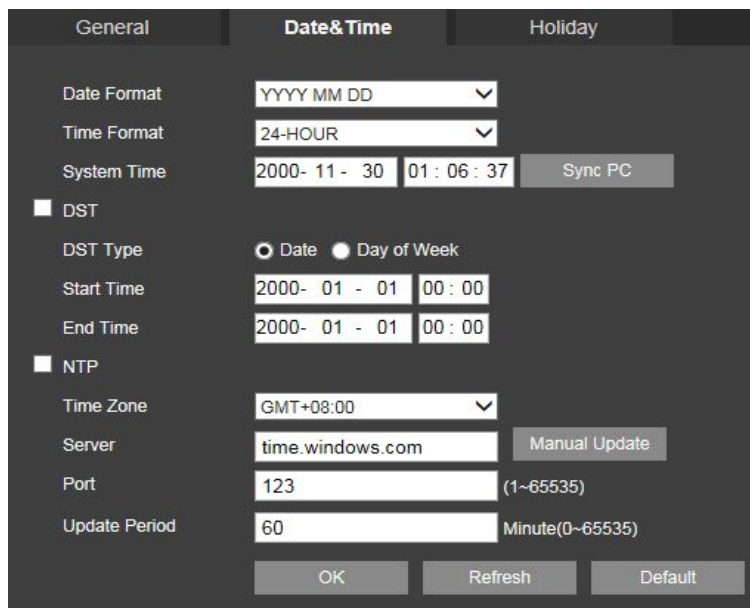 General Date&Time Holiday
Date Format YYYY MM DD
Time Format 24-HOUR
System Time 2000- 11 - 30 01 : 06 : 37 Sync PC
DST
DST Type Date Day of Week
Start Time 2000- 01 - 01 00 : 00
End Time 2000- 01 - 01 00 : 00
NTP
Time Zone GMT+08:00
Server time.windows.com Manual Update
Port 123 (1~65535)
Update Period 60 Minute(0~65535)
OK Refresh Default